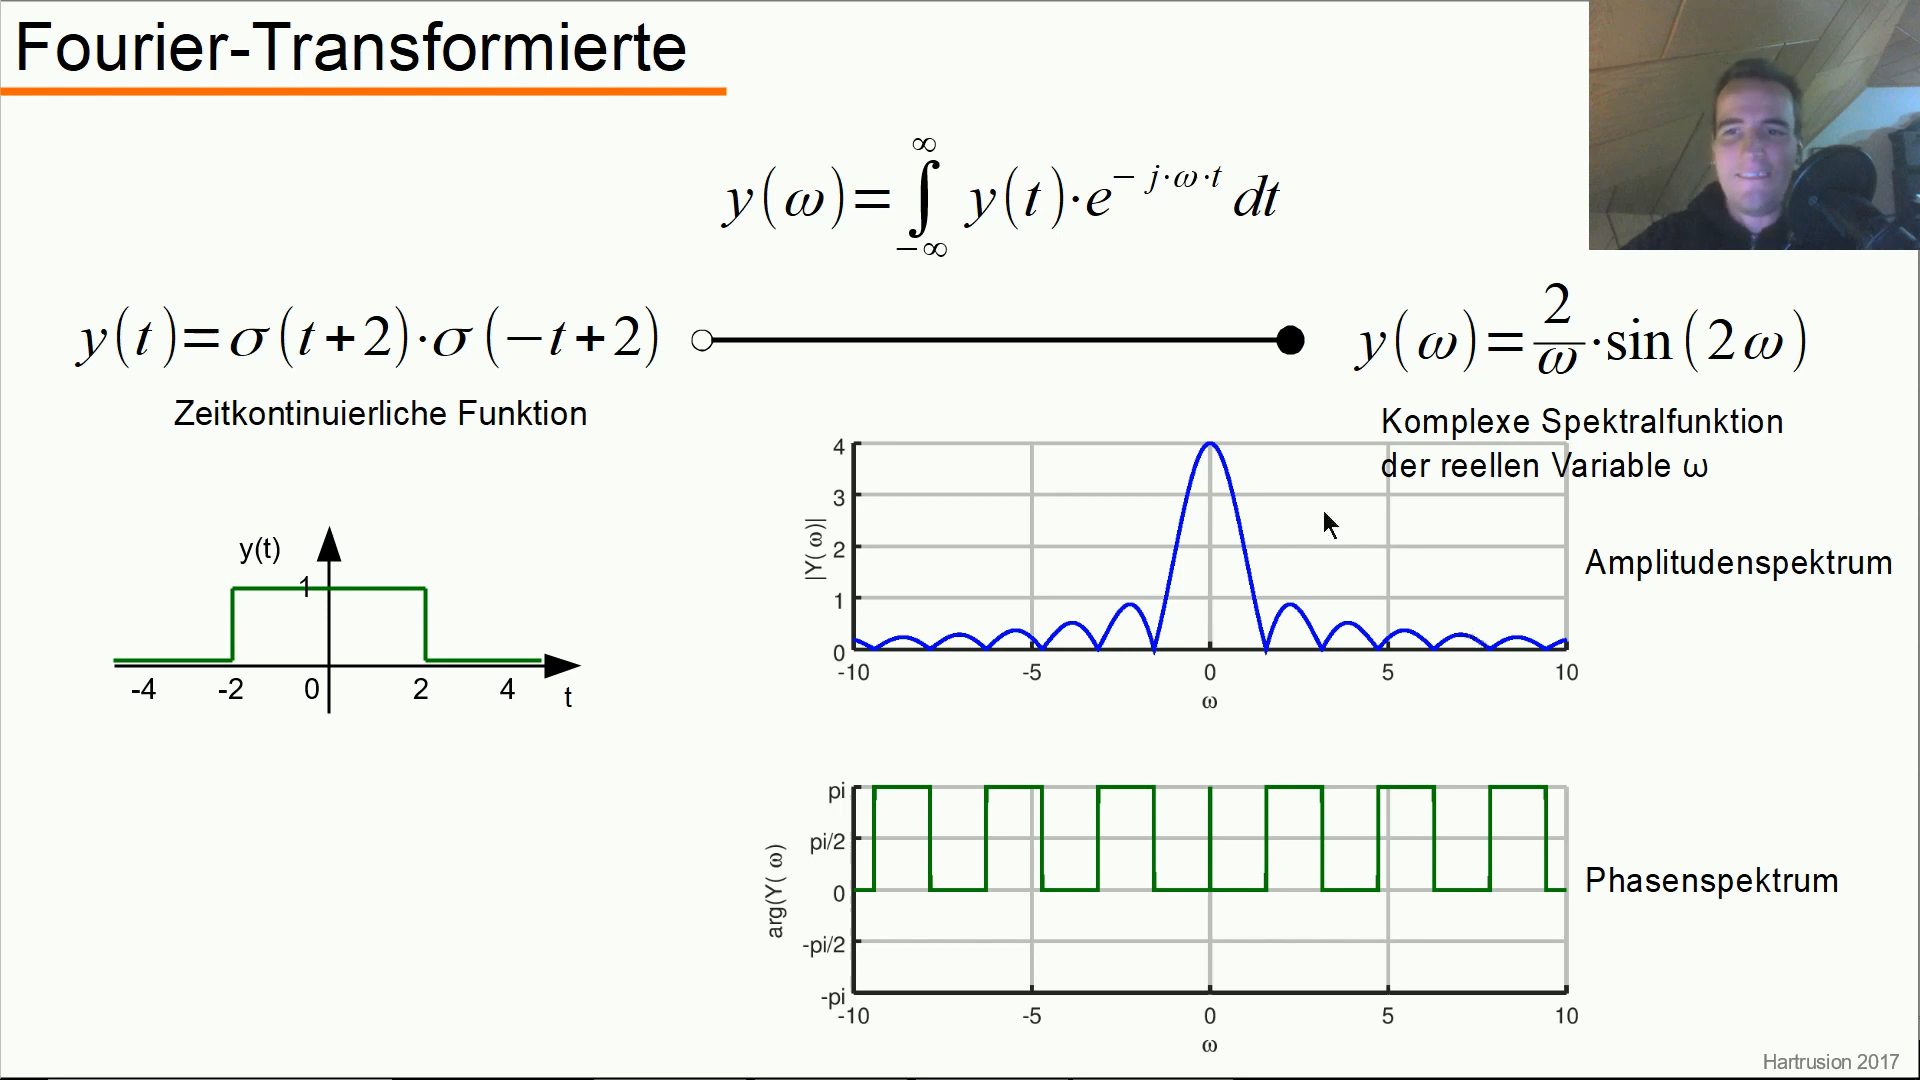 Fourier-Transformierte
y(ω)=∫_{-∞}^{∞} y(t)·e^{-j·ω·t} dt
y(t)=σ(t+2)·σ(-t+2)
y(ω)=2/ω·sin(2ω)
Zeitkontinuierliche Funktion
Komplexe Spektralfunktion
der reellen Variable ω
y(t)
1
-4 -2 0 2 4
t
4
3
2
1
0
|Y(ω)|
-10 -5 0 5 10
ω
Amplitudenspektrum
pi
pi/2
0
-pi/2
-pi
arg(Y(ω)
-10 -5 0 5 10
ω
Phasenspektrum
Hartrusion 2017